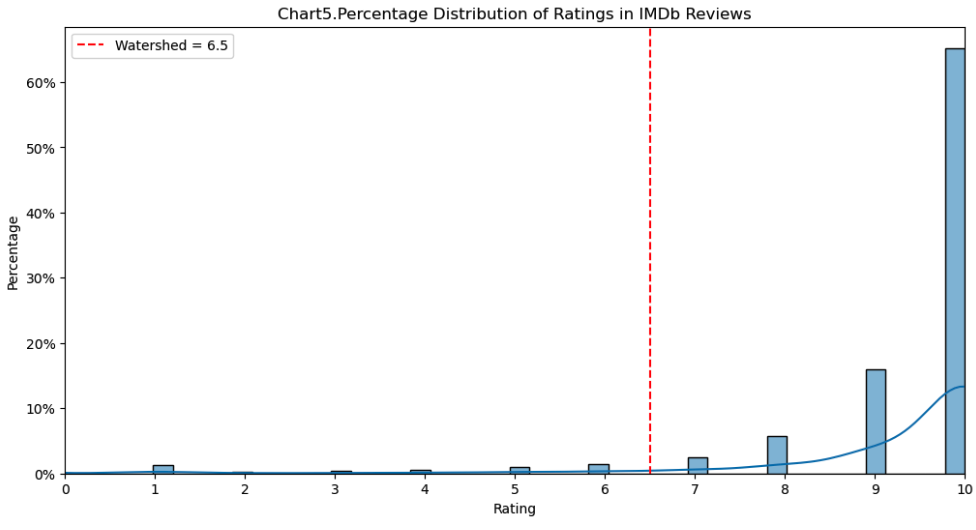 Chart5.Percentage Distribution of Ratings in IMDb Reviews
Watershed = 6.5
Percentage
60%
50%
40%
30%
20%
10%
0%
0 1 2 3 4 5 6 7 8 9 10
Rating